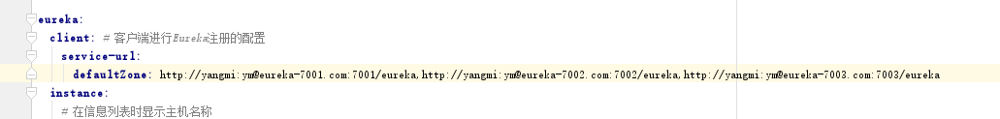 eureka:
client: # 客户端进行Eureka注册的配置
service-url:
defaultZone: http://yangmi:ym@eureka-7001.com:7001/eureka,http://yangmi:ym@eureka-7002.com:7002/eureka,http://yangmi:ym@eureka-7003.com:7003/eureka
instance:
# 在信息列表时显示主机名称